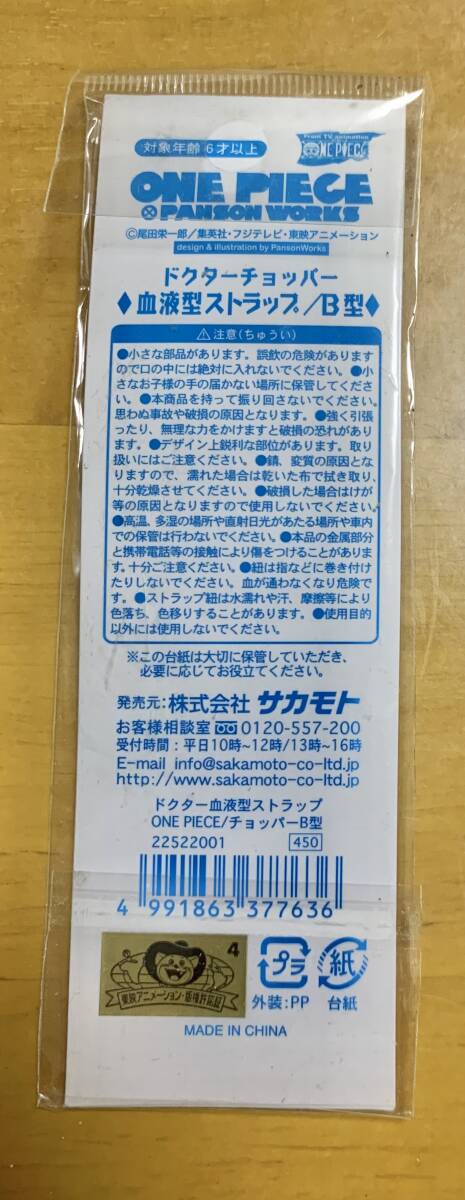 対象年齢6才以上
From TV animation
ONE PIECE
ONE PIECE
PANSON WORKS
©尾田栄一郎/集英社・フジテレビ・東映アニメーション
design & illustration by PansonWorks
ドクターチョッパー
◆血液型ストラップ/B型◆
⚠注意(ちゅうい)
●小さな部品があります。誤飲の危険があります
ので口の中には絶対に入れないでください。●小
さなお子様の手の届かない場所に保管してくださ
い。●本商品を持って振り回さないでください。
思わぬ事故や破損の原因となります。●強く引張
ったり、無理な力をかけますと破損の恐れがあり
ます。●デザイン上鋭利な部位があります。取り
扱いにはご注意ください。●錆、変質の原因とな
りますので、濡れた場合は乾いた布で拭き取り、
十分乾燥させてください。●破損した場合はけが
等の原因となりますので使用しないでください。
●高温、多湿の場所や直射日光があたる場所や車内
での保管は行わないでください。●本品の金属部分
と携帯電話等の接触により傷をつけることがありま
す。十分ご注意ください。●紐は指などに巻き付け
たりしないでください。血が通わなくなり危険で
す。●ストラップ紐は水濡れや汗、摩擦等により
色落ち、色移りすることがあります。●使用目的
以外には使用しないでください。
※この台紙は大切に保管していただき、
必要に応じてお役立てください。
発売元:株式会社 サカモト
お客様相談室 0120-557-200
受付時間:平日10時~12時/13時~16時
E-mail info@sakamoto-co-ltd.jp
http://www.sakamoto-co-ltd.jp/
ドクター血液型ストラップ
ONE PIECE/チョッパーB型
22522001 450
4 991863 377636
4
東映アニメーション・版権許諾証
プラ
紙
外装:PP 台紙
MADE IN CHINA